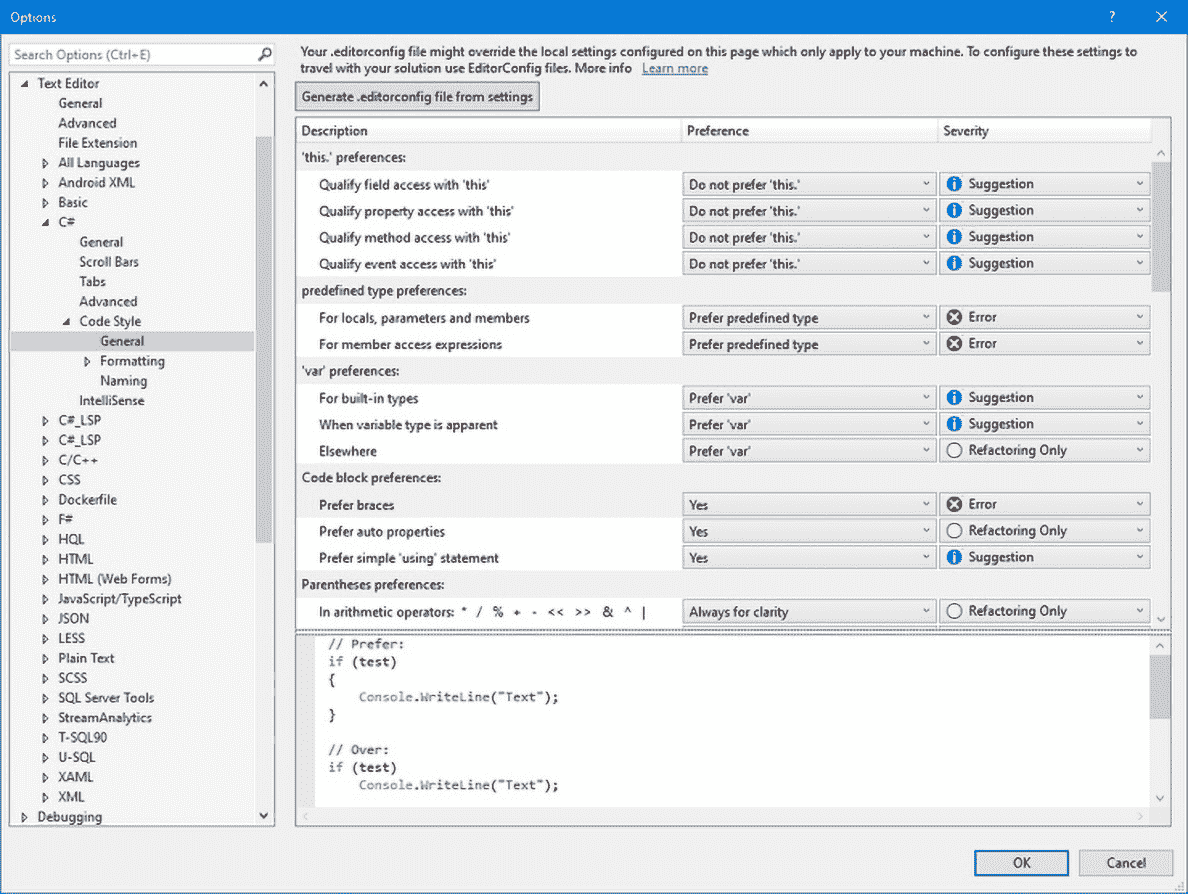 Options
?
Search Options (Ctrl+E)
Text Editor
General
Advanced
File Extension
All Languages
Android XML
Basic
C#
General
Scroll Bars
Tabs
Advanced
Code Style
General
Formatting
Naming
IntelliSense
C#_LSP
C#_LSP
C/C++
CSS
Dockerfile
F#
HQL
HTML
HTML (Web Forms)
JavaScript/TypeScript
JSON
LESS
Plain Text
SCSS
SQL Server Tools
StreamAnalytics
T-SQL90
U-SQL
XAML
XML
Debugging
Your .editorconfig file might override the local settings configured on this page which only apply to your machine. To configure these settings to
travel with your solution use EditorConfig files. More info Learn more
Generate .editorconfig file from settings
Description Preference Severity
'this.' preferences:
Qualify field access with 'this' Do not prefer 'this.' Suggestion
Qualify property access with 'this' Do not prefer 'this.' Suggestion
Qualify method access with 'this' Do not prefer 'this.' Suggestion
Qualify event access with 'this' Do not prefer 'this.' Suggestion
predefined type preferences:
For locals, parameters and members Prefer predefined type Error
For member access expressions Prefer predefined type Error
'var' preferences:
For built-in types Prefer 'var' Suggestion
When variable type is apparent Prefer 'var' Suggestion
Elsewhere Prefer 'var' Refactoring Only
Code block preferences:
Prefer braces Yes Error
Prefer auto properties Yes Refactoring Only
Prefer simple 'using' statement Yes Suggestion
Parentheses preferences:
In arithmetic operators: * / % + - << >> & ^ | Always for clarity Refactoring Only
// Prefer:
if (test)
{
Console.WriteLine("Text");
}
// Over:
if (test)
Console.WriteLine("Text");
OK Cancel